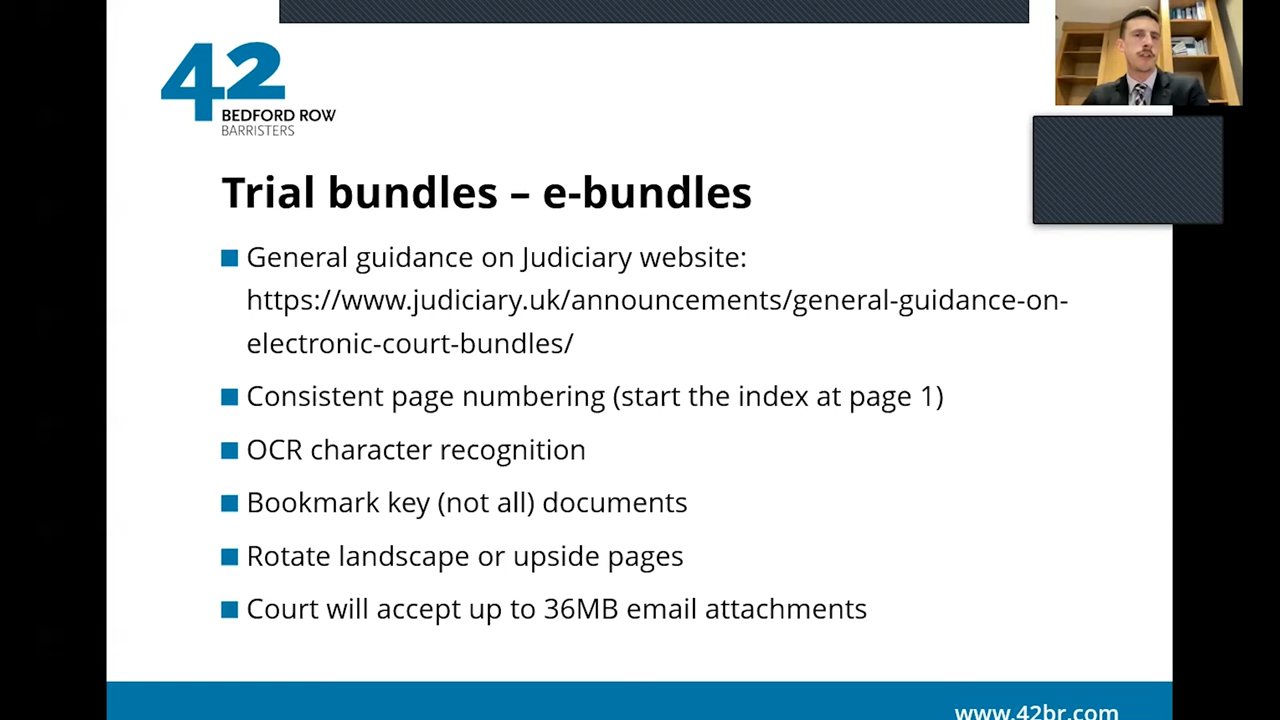 42
BEDFORD ROW
BARRISTERS
Trial bundles – e-bundles
General guidance on Judiciary website:
https://www.judiciary.uk/announcements/general-guidance-on-
electronic-court-bundles/
Consistent page numbering (start the index at page 1)
OCR character recognition
Bookmark key (not all) documents
Rotate landscape or upside pages
Court will accept up to 36MB email attachments
www.42br.com